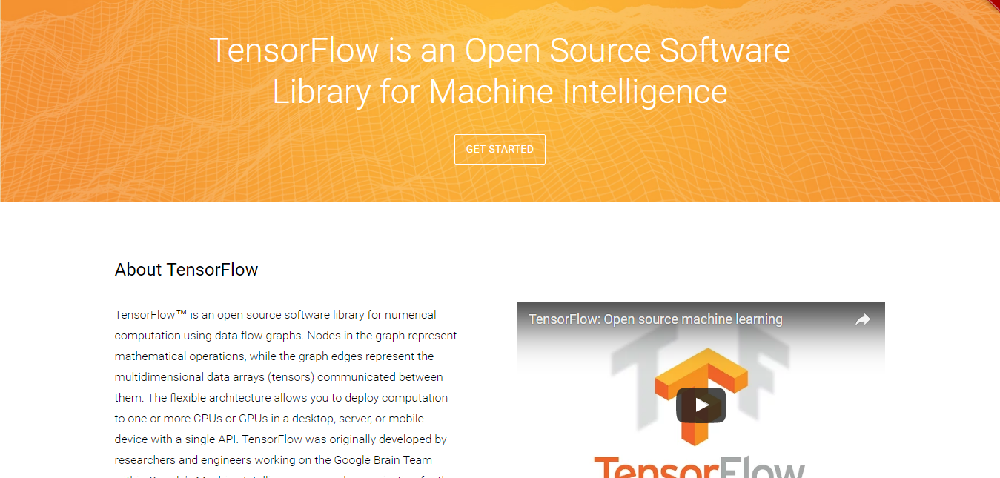 TensorFlow is an Open Source Software
Library for Machine Intelligence
GET STARTED
About TensorFlow
TensorFlow™ is an open source software library for numerical
computation using data flow graphs. Nodes in the graph represent
mathematical operations, while the graph edges represent the
multidimensional data arrays (tensors) communicated between
them. The flexible architecture allows you to deploy computation
to one or more CPUs or GPUs in a desktop, server, or mobile
device with a single API. TensorFlow was originally developed by
researchers and engineers working on the Google Brain Team
TensorFlow: Open source machine learning
TensorFlow